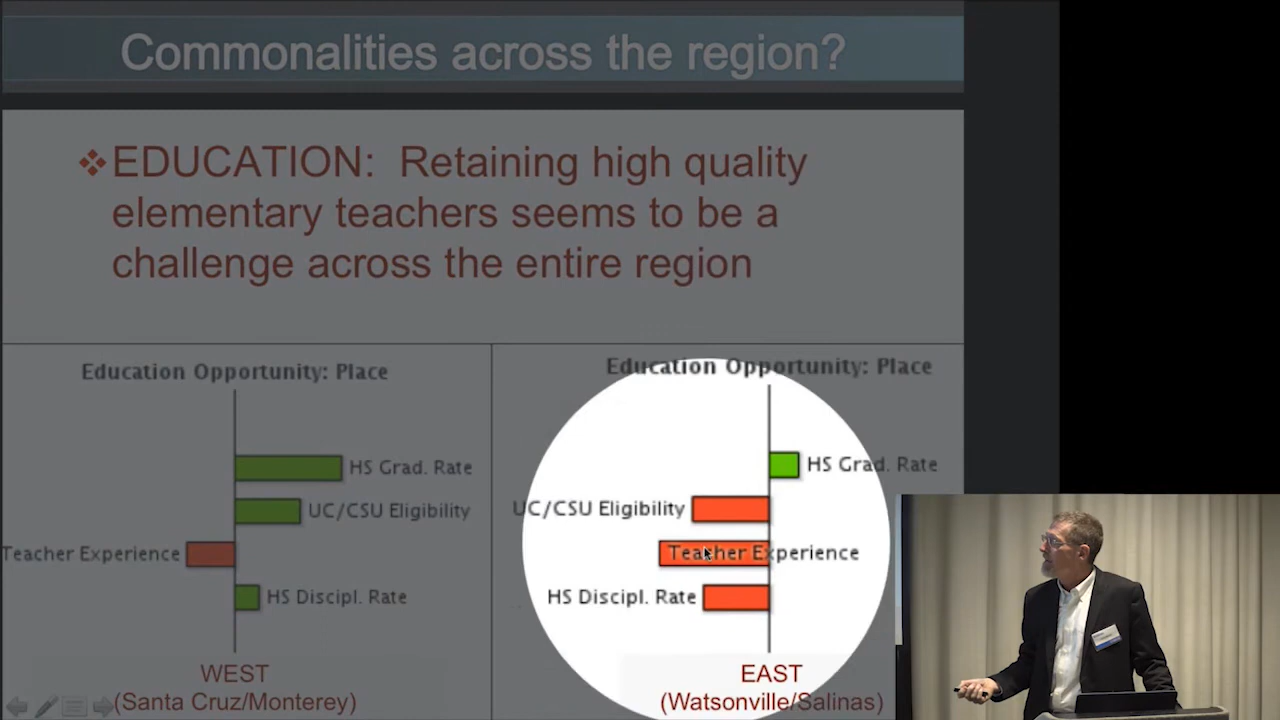 Commonalities across the region?
EDUCATION: Retaining high quality
elementary teachers seems to be a
challenge across the entire region
Education Opportunity: Place
HS Grad. Rate
UC/CSU Eligibility
Teacher Experience
HS Discipl. Rate
WEST
(Santa Cruz/Monterey)
Education Opportunity: Place
HS Grad. Rate
UC/CSU Eligibility
Teacher Experience
HS Discipl. Rate
EAST
(Watsonville/Salinas)